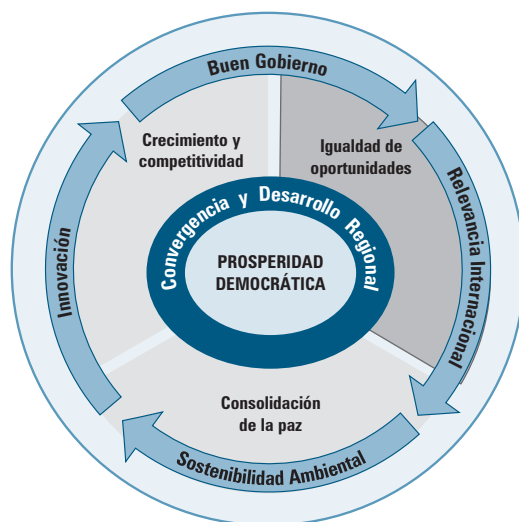 Buen Gobierno
Crecimiento y
competitividad
Igualdad de
oportunidades
Relevancia Internacional
Innovación
Convergencia y Desarrollo Regional
PROSPERIDAD
DEMOCRÁTICA
Consolidación
de la paz
Sostenibilidad Ambiental